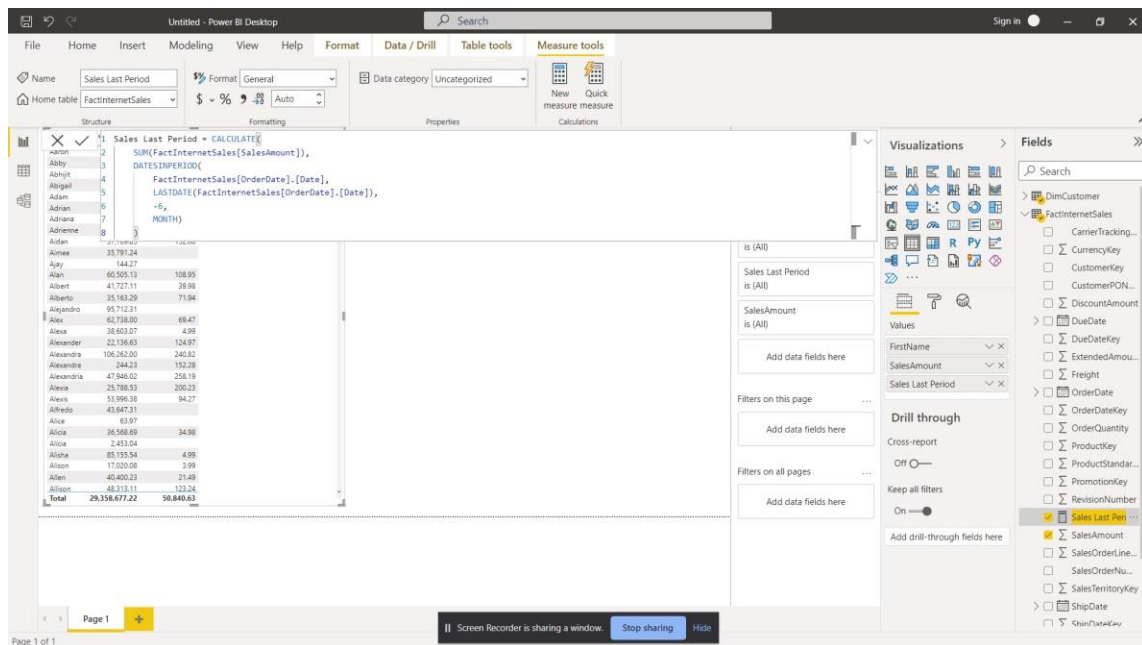 Untitled - Power BI Desktop
Search
Sign in
File Home Insert Modeling View Help Format Data / Drill Table tools Measure tools
Name Sales Last Period
Home table FactInternetSales
Structure
$% Format General
$ % 9 Auto
Formatting
Data category Uncategorized
Properties
New measure
Quick measure
Calculations
1 Sales Last Period = CALCULATE(
2 SUM(FactInternetSales[SalesAmount]),
3 DATESINPERIOD(
4 FactInternetSales[OrderDate].[Date],
5 LASTDATE(FactInternetSales[OrderDate].[Date]),
6 -6,
7 MONTH)
8 )
Aaron
Abby
Abhijit
Abigail
Adam
Adrian
Adriana
Adrienne
Aidan
Aimee 35,791.24
Ajay 144.27
Alan 60,505.13 108.95
Albert 41,727.11 39.98
Alberto 35,163.29 71.94
Alejandro 95,712.31
Alex 62,738.00 69.47
Alexa 38,603.07 4.99
Alexander 22,136.63 124.97
Alexandra 106,262.00 240.82
Alexandre 244.23 152.28
Alexandria 47,946.02 258.19
Alexia 25,788.53 200.23
Alexis 53,996.38 94.27
Alfredo 43,647.31
Alice 63.97
Alicia 36,568.69 34.98
Alícia 2,453.04
Alisha 85,155.54 4.99
Alison 17,020.08 3.99
Allen 40,400.23 21.49
Allison 48,313.11 123.24
Total 29,358,677.22 50,840.63
is (All)
Sales Last Period
is (All)
SalesAmount
is (All)
Add data fields here
Filters on this page ...
Add data fields here
Filters on all pages ...
Add data fields here
Visualizations
R Py
...
Values
FirstName
SalesAmount
Sales Last Period
Drill through
Cross-report
Off
Keep all filters
On
Add drill-through fields here
Fields
Search
DimCustomer
FactInternetSales
CarrierTracking...
∑ CurrencyKey
CustomerKey
CustomerPON...
∑ DiscountAmount
DueDate
∑ DueDateKey
∑ ExtendedAmou...
∑ Freight
OrderDate
∑ OrderDateKey
∑ OrderQuantity
∑ ProductKey
∑ ProductStandar...
∑ PromotionKey
∑ RevisionNumber
Sales Last Peri ...
∑ SalesAmount
∑ SalesOrderLine...
SalesOrderNu...
∑ SalesTerritoryKey
ShipDate
∑ ShipDateKey
Page 1
Screen Recorder is sharing a window. Stop sharing Hide
Page 1 of 1